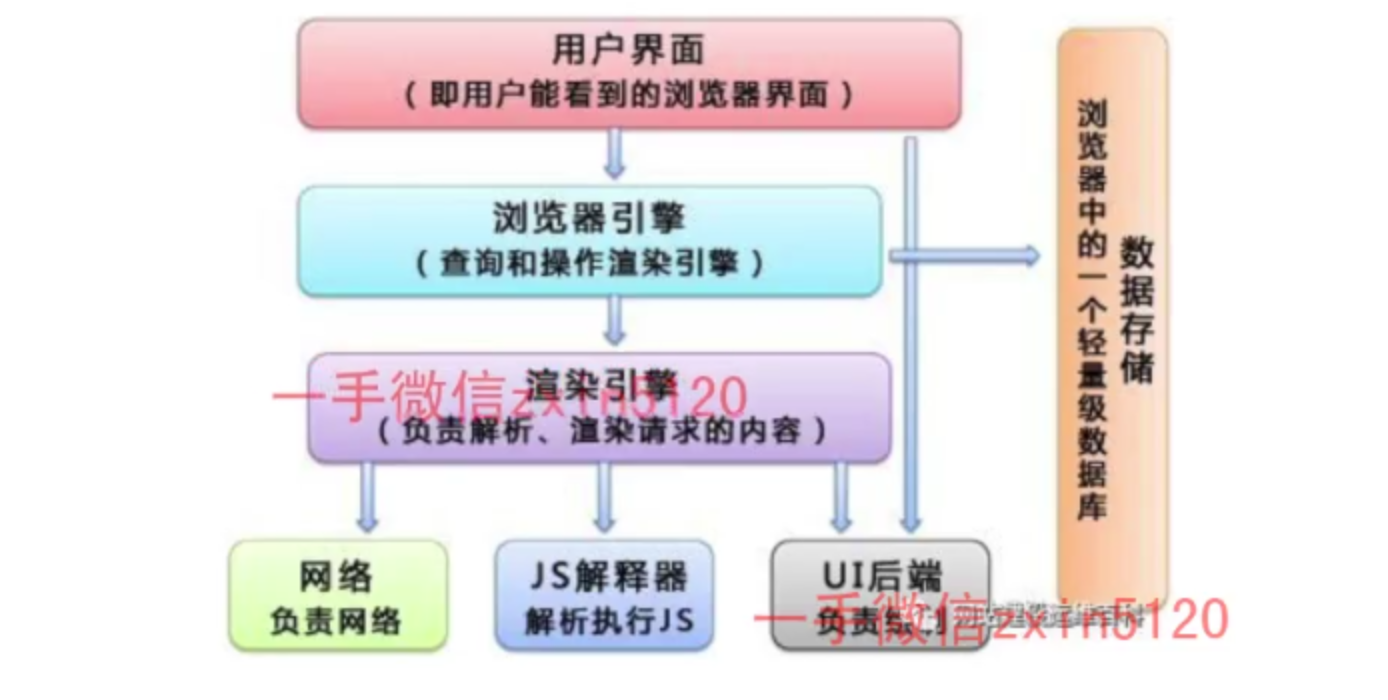 用户界面
（即用户能看到的浏览器界面）
浏览器引擎
（查询和操作渲染引擎）
渲染引擎
（负责解析、渲染请求的内容）
一手微信zxin5120
网络
负责网络
JS解释器
解析执行JS
UI后端
负责
一手微信zxin5120
数据存储
浏览器中的一个轻量级数据库